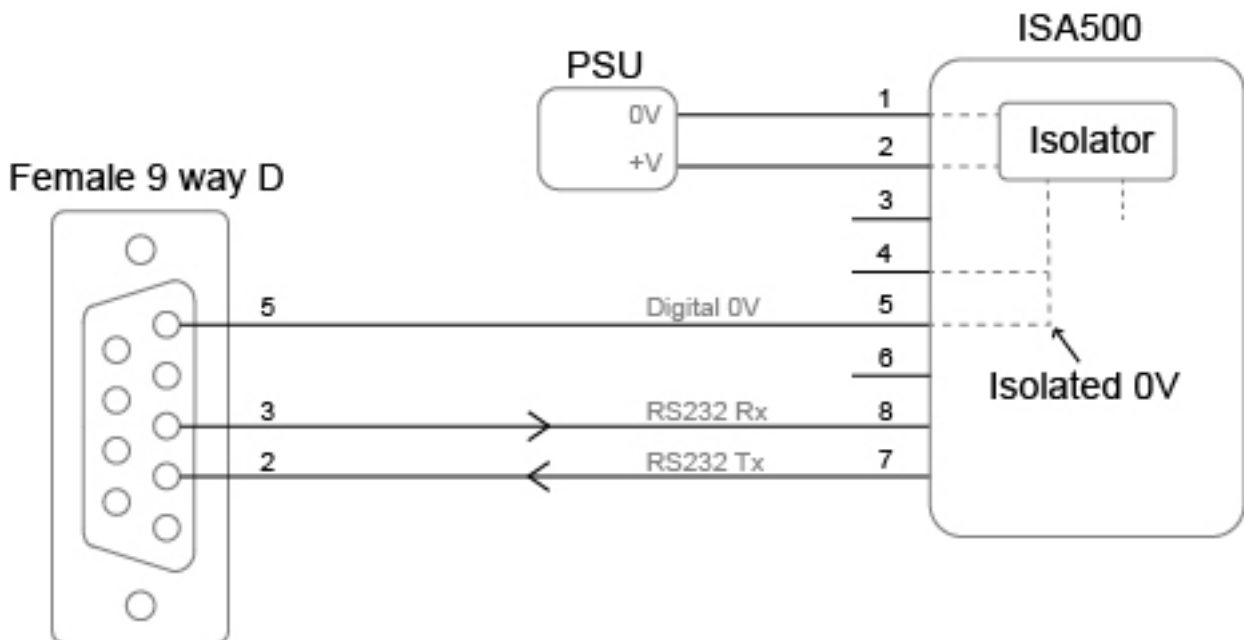 ISA500
PSU
0V
1
Isolator
+V
2
Female 9 way D
3
4
5
Digital 0V
5
6
Isolated 0V
3
RS232 Rx
8
2
RS232 Tx
7